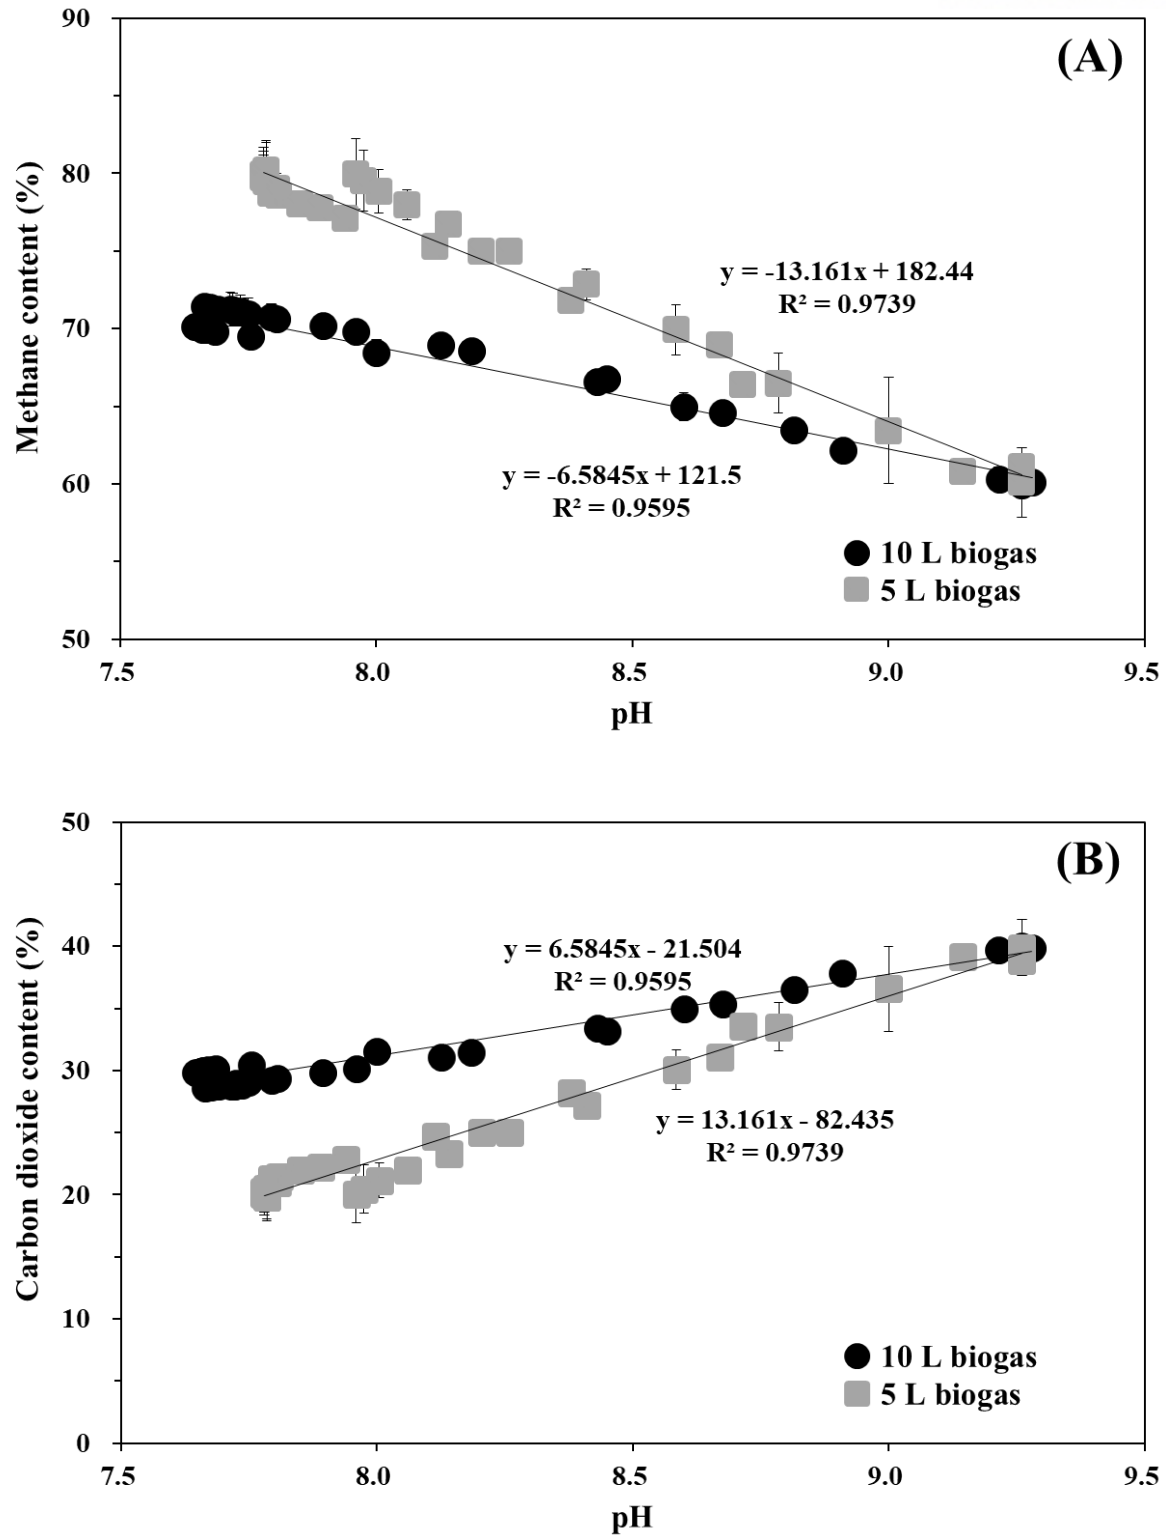 (A)
Methane content (%)
90
80
70
60
50
y = -13.161x + 182.44
R² = 0.9739
y = -6.5845x + 121.5
R² = 0.9595
10 L biogas
5 L biogas
7.5 8.0 8.5 9.0 9.5
pH
(B)
Carbon dioxide content (%)
50
40
30
20
10
0
y = 6.5845x - 21.504
R² = 0.9595
y = 13.161x - 82.435
R² = 0.9739
10 L biogas
5 L biogas
7.5 8.0 8.5 9.0 9.5
pH